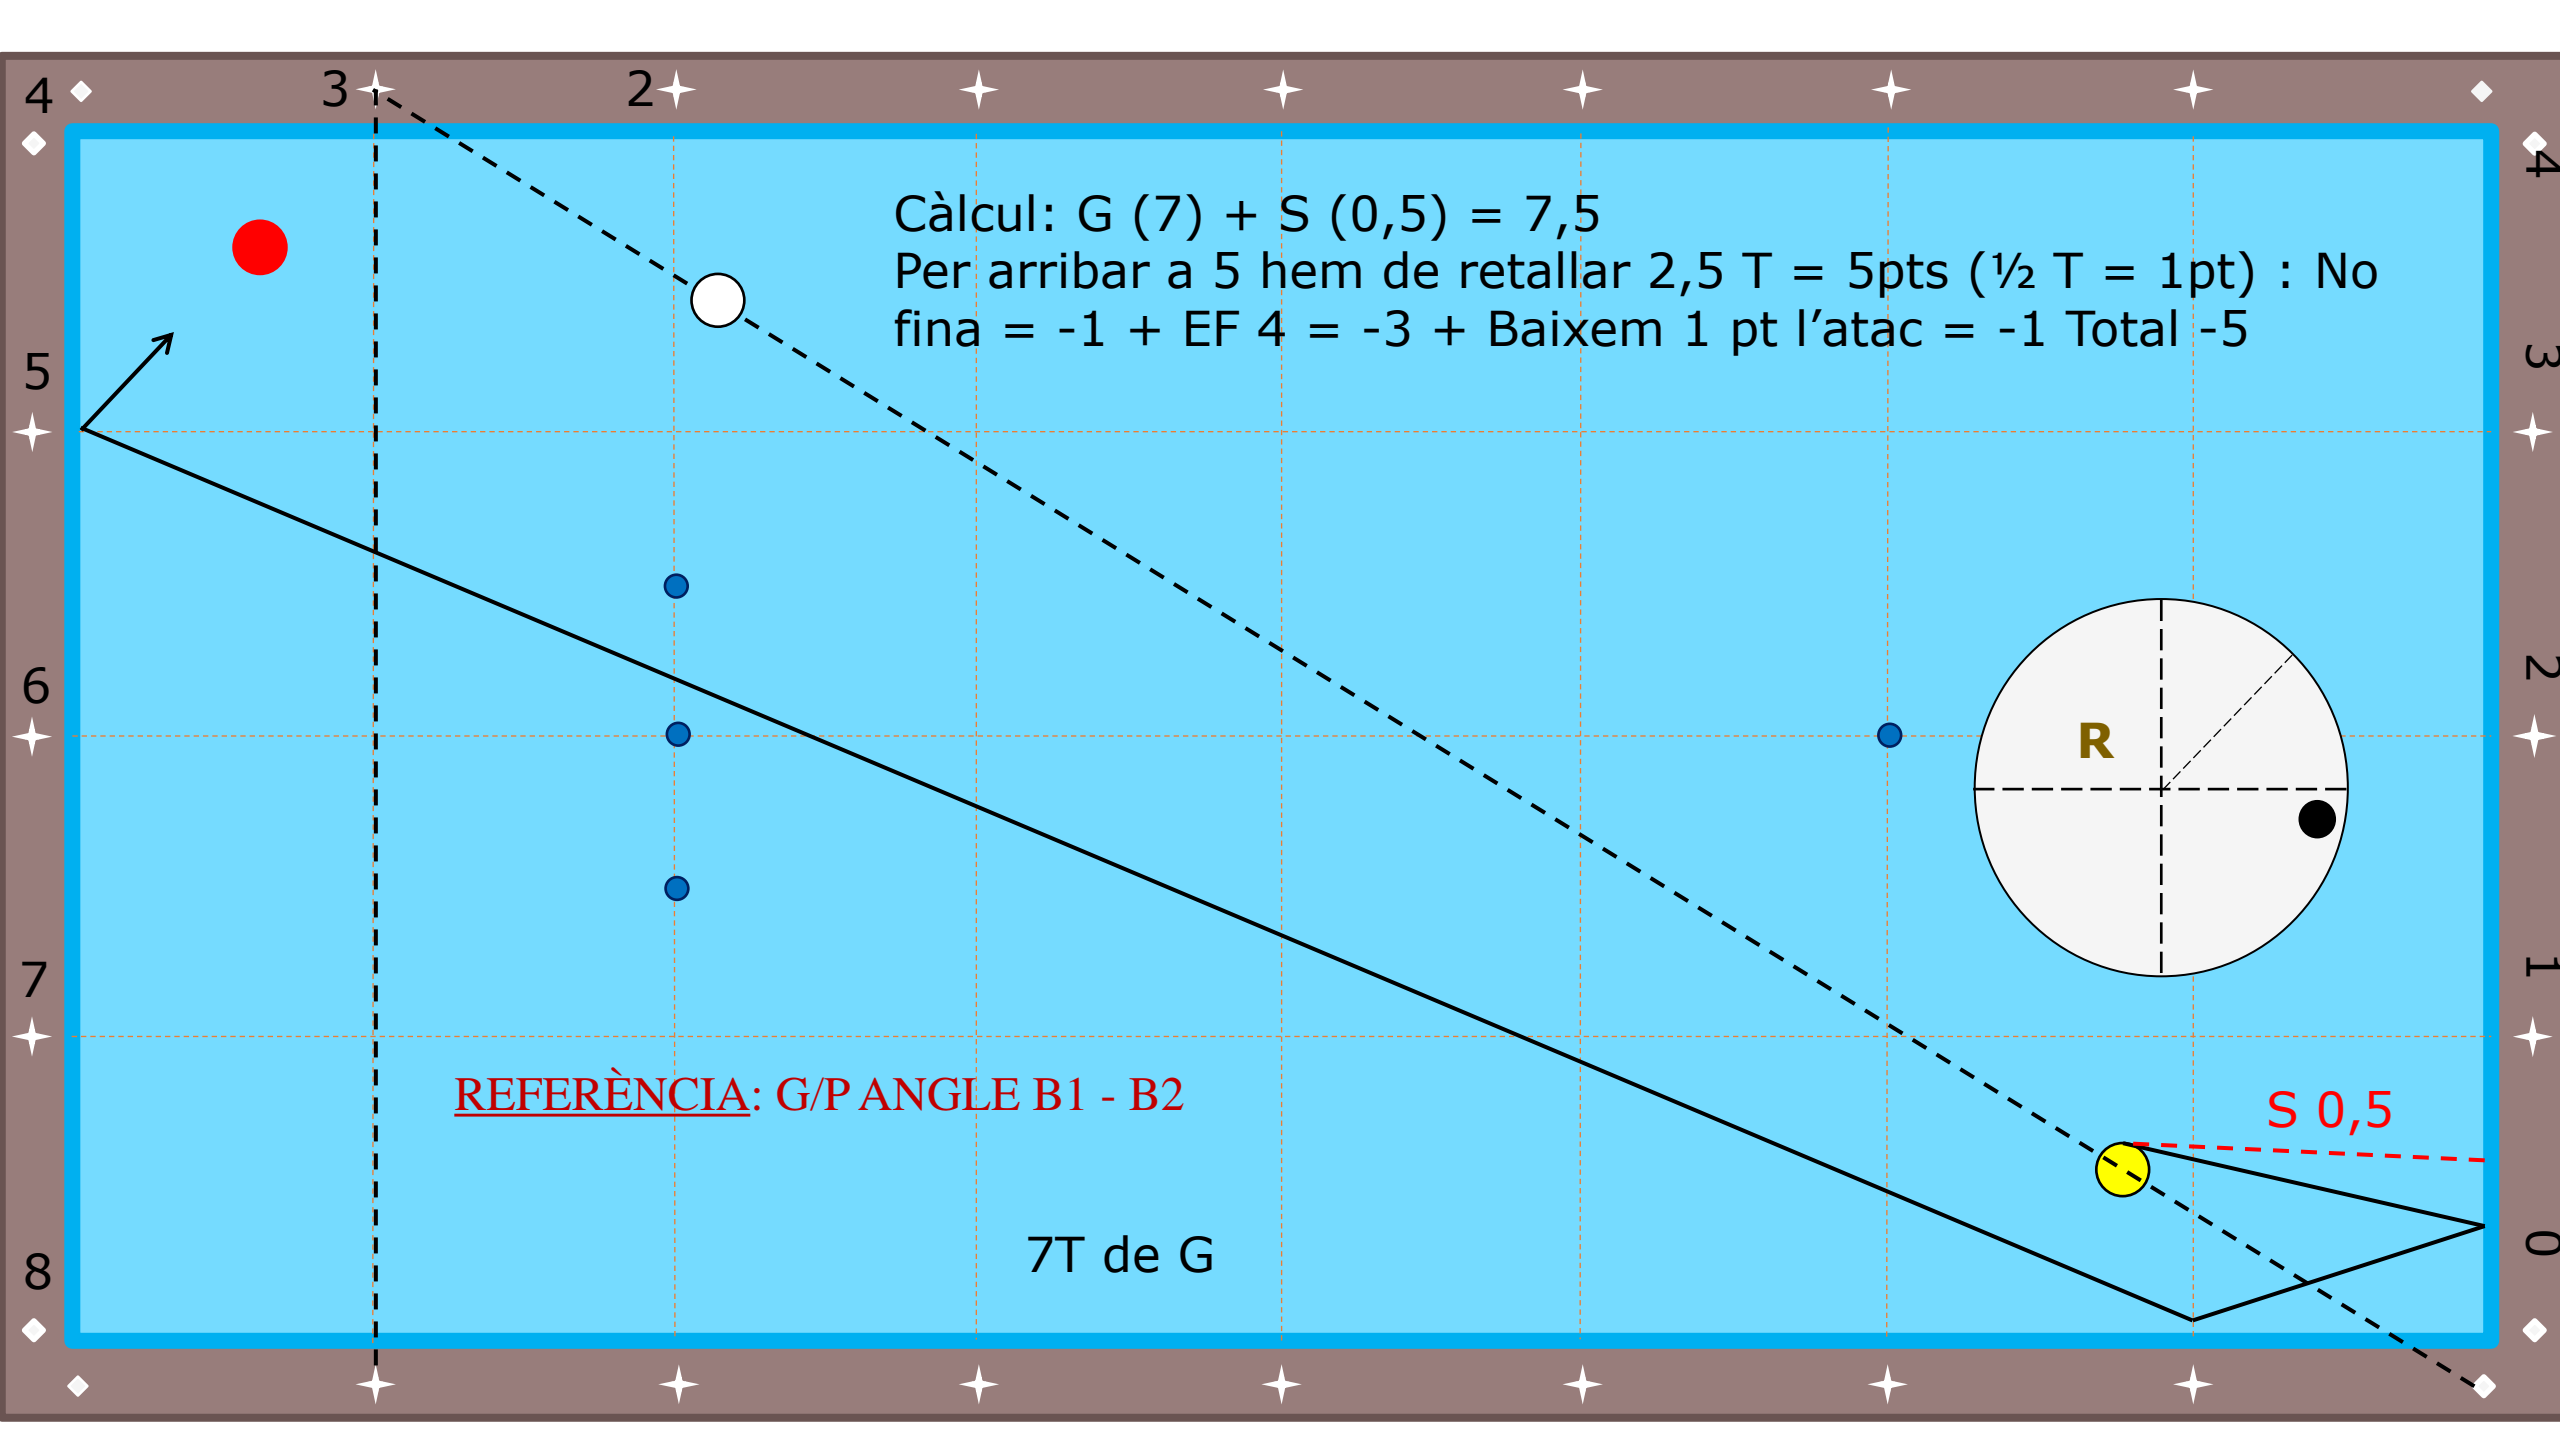 4
3
2
4
Càlcul: G (7) + S (0,5) = 7,5
Per arribar a 5 hem de retallar 2,5 T = 5pts (½ T = 1pt) : No
fina = -1 + EF 4 = -3 + Baixem 1 pt l’atac = -1 Total -5
5
3
6
2
R
7
1
REFERÈNCIA: G/P ANGLE B1 - B2
S 0,5
7T de G
8
0